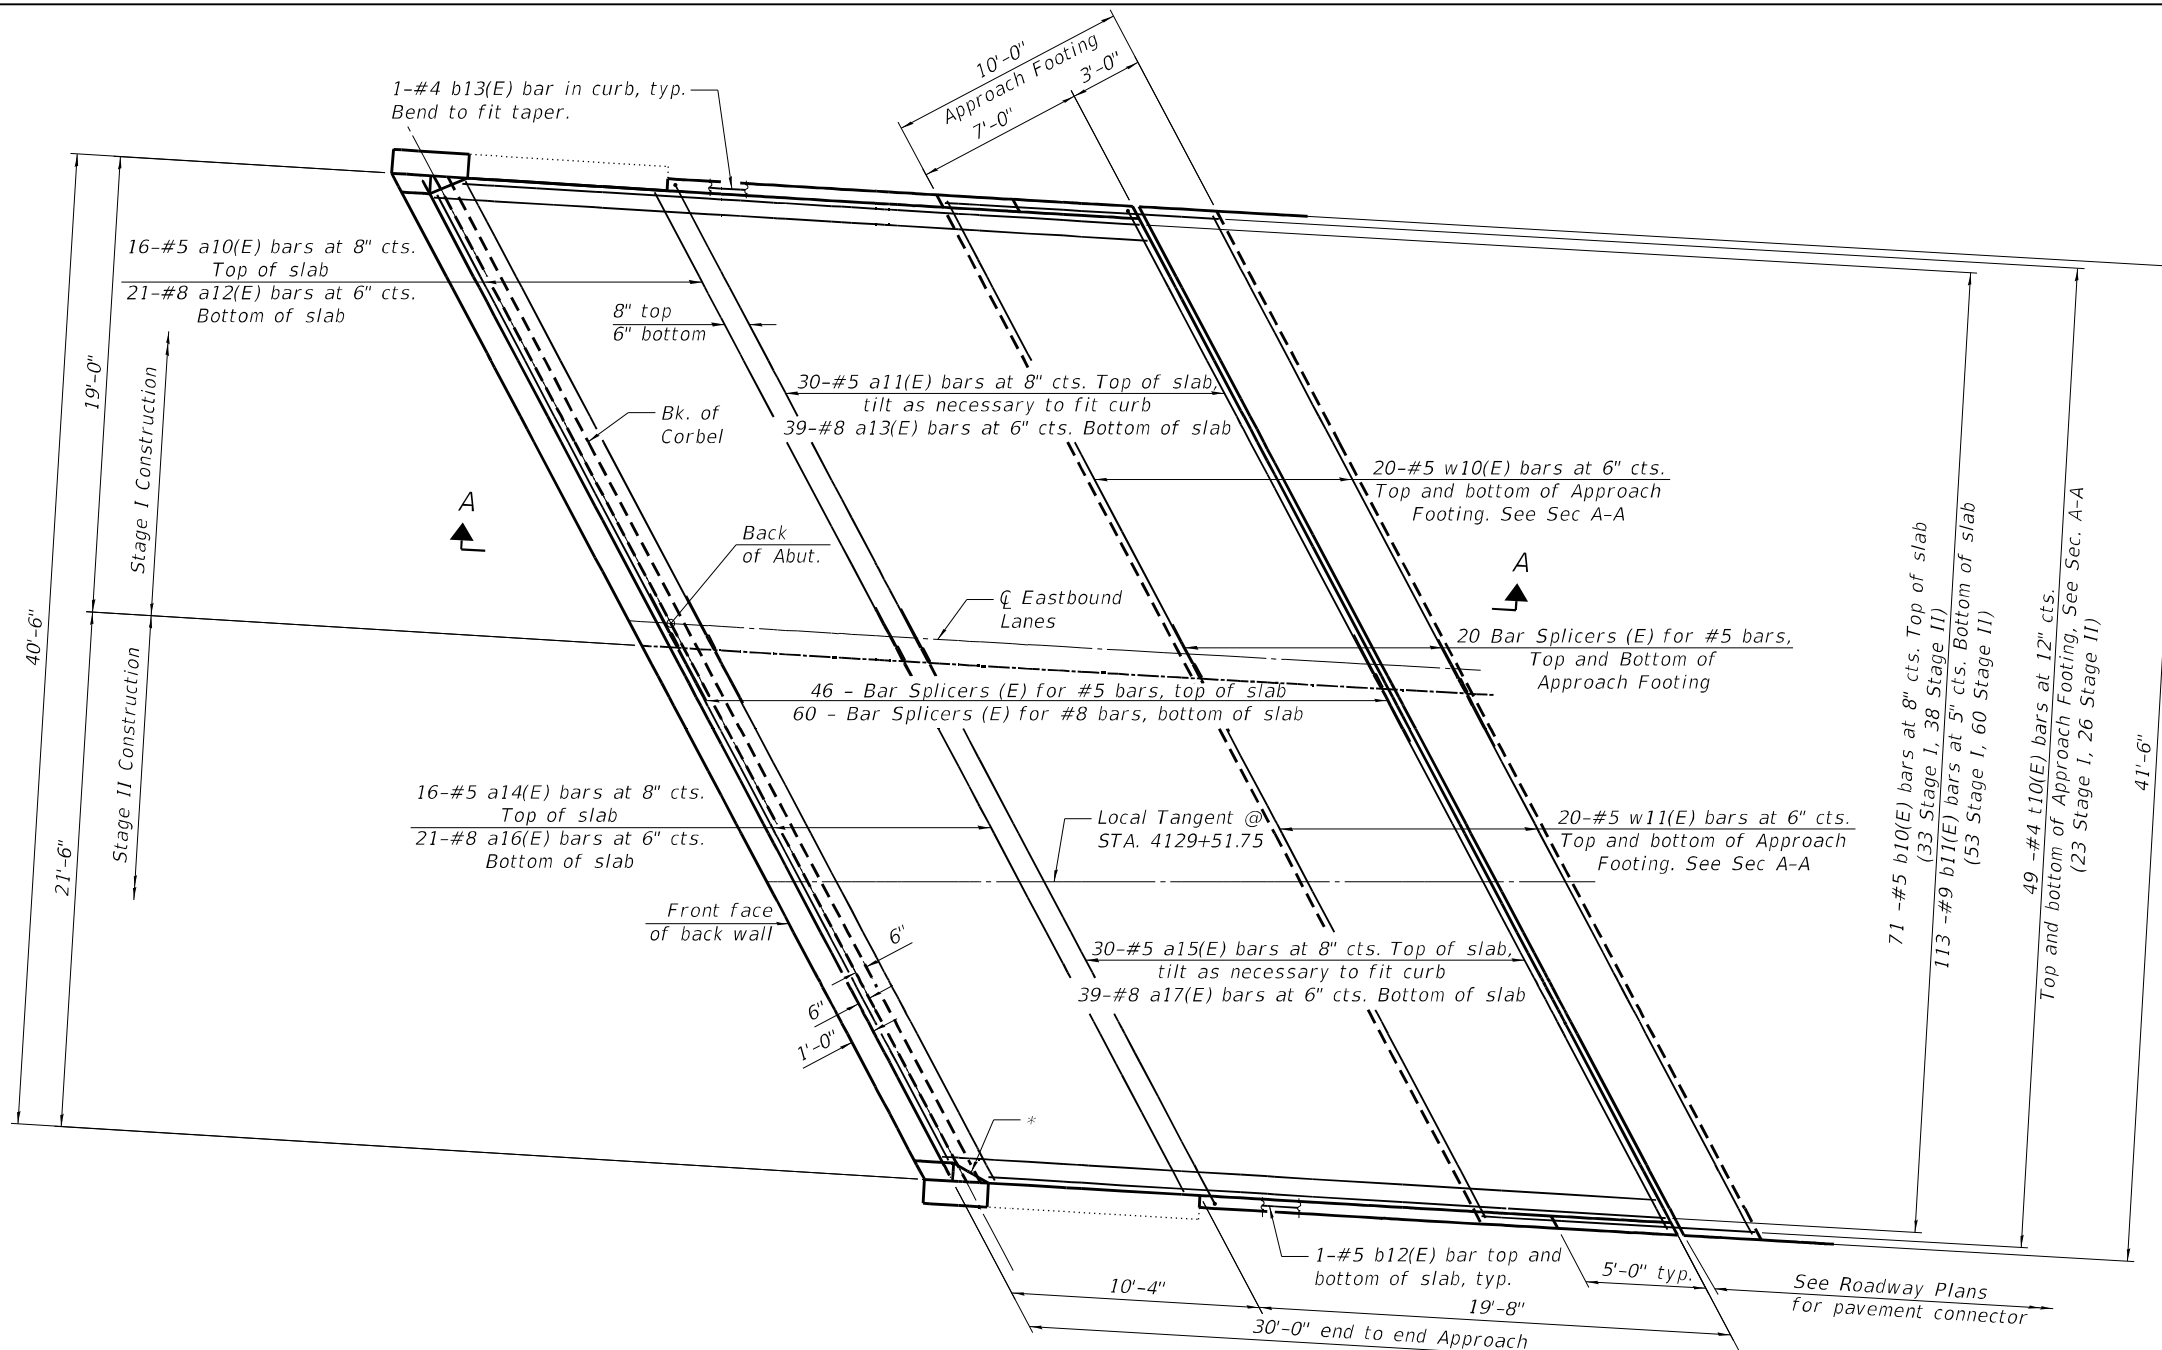 10'-0"
Approach Footing
3'-0"
7'-0"
1-#4 b13(E) bar in curb, typ.
Bend to fit taper.
16-#5 a10(E) bars at 8" cts.
Top of slab
21-#8 a12(E) bars at 6" cts.
Bottom of slab
8" top
6" bottom
19'-0"
Stage I Construction
30-#5 a11(E) bars at 8" cts. Top of slab,
tilt as necessary to fit curb
39-#8 a13(E) bars at 6" cts. Bottom of slab
Bk. of
Corbel
20-#5 w10(E) bars at 6" cts.
Top and bottom of Approach
Footing. See Sec A-A
A
Back
of Abut.
A
℄ Eastbound
Lanes
40'-6"
20 Bar Splicers (E) for #5 bars,
Top and Bottom of
Approach Footing
46 - Bar Splicers (E) for #5 bars, top of slab
60 - Bar Splicers (E) for #8 bars, bottom of slab
Stage II Construction
21'-6"
16-#5 a14(E) bars at 8" cts.
Top of slab
21-#8 a16(E) bars at 6" cts.
Bottom of slab
Local Tangent @
STA. 4129+51.75
20-#5 w11(E) bars at 6" cts.
Top and bottom of Approach
Footing. See Sec A-A
71 -#5 b10(E) bars at 8" cts. Top of slab
(33 Stage I, 38 Stage II)
113 -#9 b11(E) bars at 5" cts. Bottom of slab
(53 Stage I, 60 Stage II)
49 -#4 t10(E) bars at 12" cts.
Top and bottom of Approach Footing, See Sec. A-A
(23 Stage I, 26 Stage II)
41'-6"
Front face
of back wall
6"
6"
1'-0"
30-#5 a15(E) bars at 8" cts. Top of slab,
tilt as necessary to fit curb
39-#8 a17(E) bars at 6" cts. Bottom of slab
*
1-#5 b12(E) bar top and
bottom of slab, typ.
5'-0" typ.
See Roadway Plans
for pavement connector
10'-4"
19'-8"
30'-0" end to end Approach